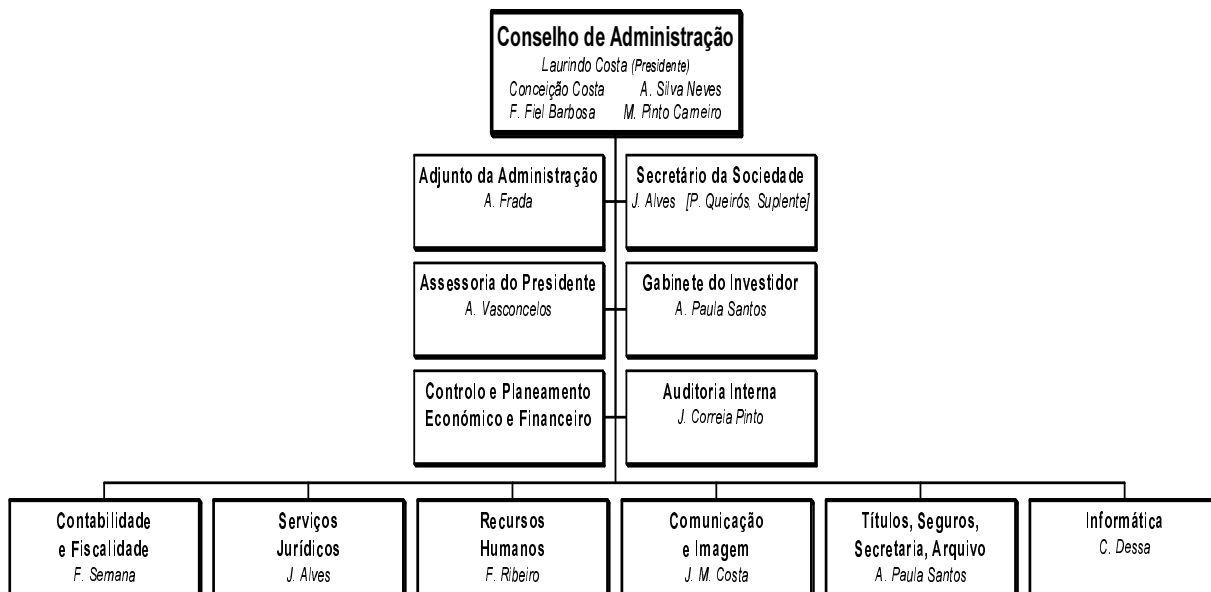 Conselho de Administração
Laurindo Costa (Presidente)
Conceição Costa A. Silva Neves
F. Fiel Barbosa M. Pinto Carneiro
Adjunto da Administração
A. Frada
Secretário da Sociedade
J. Alves [P. Queirós, Suplente]
Assessoria do Presidente
A. Vasconcelos
Gabinete do Investidor
A. Paula Santos
Controlo e Planeamento
Económico e Financeiro
Auditoria Interna
J. Correia Pinto
Contabilidade
e Fiscalidade
F. Semana
Serviços
Jurídicos
J. Alves
Recursos
Humanos
F. Ribeiro
Comunicação
e Imagem
J. M. Costa
Títulos, Seguros,
Secretaria, Arquivo
A. Paula Santos
Informática
C. Dessa